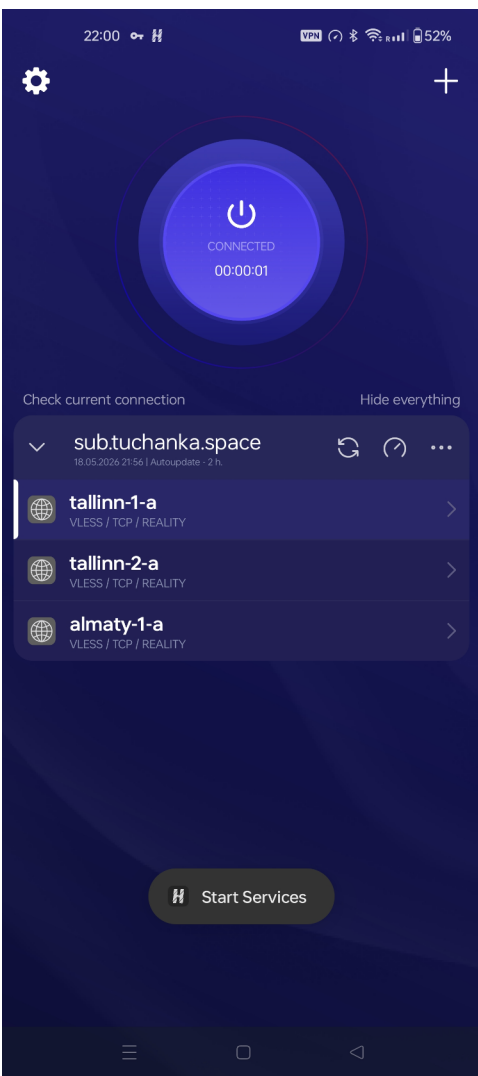 22:00
VPN R 52%
CONNECTED
00:00:01
Check current connection Hide everything
sub.tuchanka.space
18.05.2026 21:56 | Autoupdate - 2 h.
tallinn-1-a
VLESS / TCP / REALITY
tallinn-2-a
VLESS / TCP / REALITY
almaty-1-a
VLESS / TCP / REALITY
Start Services